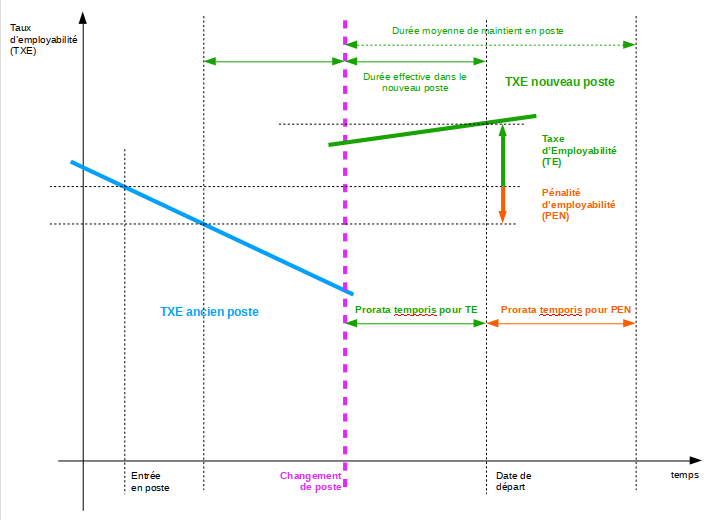 Taux
d'employabilité
(TXE)
Durée moyenne de maintient en poste
Durée effective dans le
nouveau poste
TXE nouveau poste
Taxe
d'Employabilité
(TE)
Pénalité
d'employabilité
(PEN)
TXE ancien poste
Prorata temporis pour TE
Prorata temporis pour PEN
Entrée
en poste
Changement
de poste
Date de
départ
temps